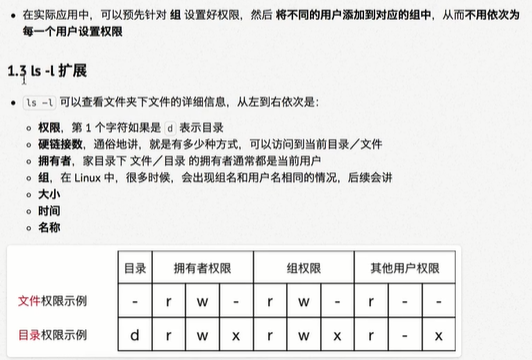 在实际应用中，可以预先针对 组 设置好权限，然后 将不同的用户添加到对应的组中，从而不用依次为
每一个用户设置权限
1.3 ls -l 扩展
ls -l 可以查看文件夹下文件的详细信息，从左到右依次是：
权限，第 1 个字符如果是 d 表示目录
硬链接数，通俗地讲，就是有多少种方式，可以访问到当前目录／文件
拥有者，家目录下 文件／目录 的拥有者通常都是当前用户
组，在 Linux 中，很多时候，会出现组名和用户名相同的情况，后续会讲
大小
时间
名称
目录 拥有者权限 组权限 其他用户权限
文件权限示例 - r w - r w - r - -
目录权限示例 d r w x r w x r - x